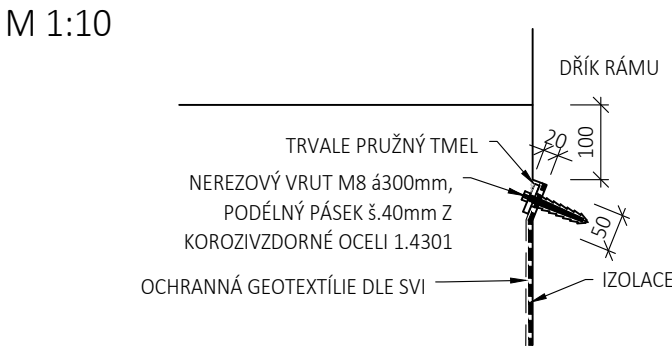 M 1:10
DŘÍK RÁMU
TRVALE PRUŽNÝ TMEL
20
100
NEREZOVÝ VRUT M8 á300mm,
PODÉLNÝ PÁSEK š.40mm Z
KOROZIVZDORNÉ OCELI 1.4301
50
OCHRANNÁ GEOTEXTÍLIE DLE SVI
IZOLACE